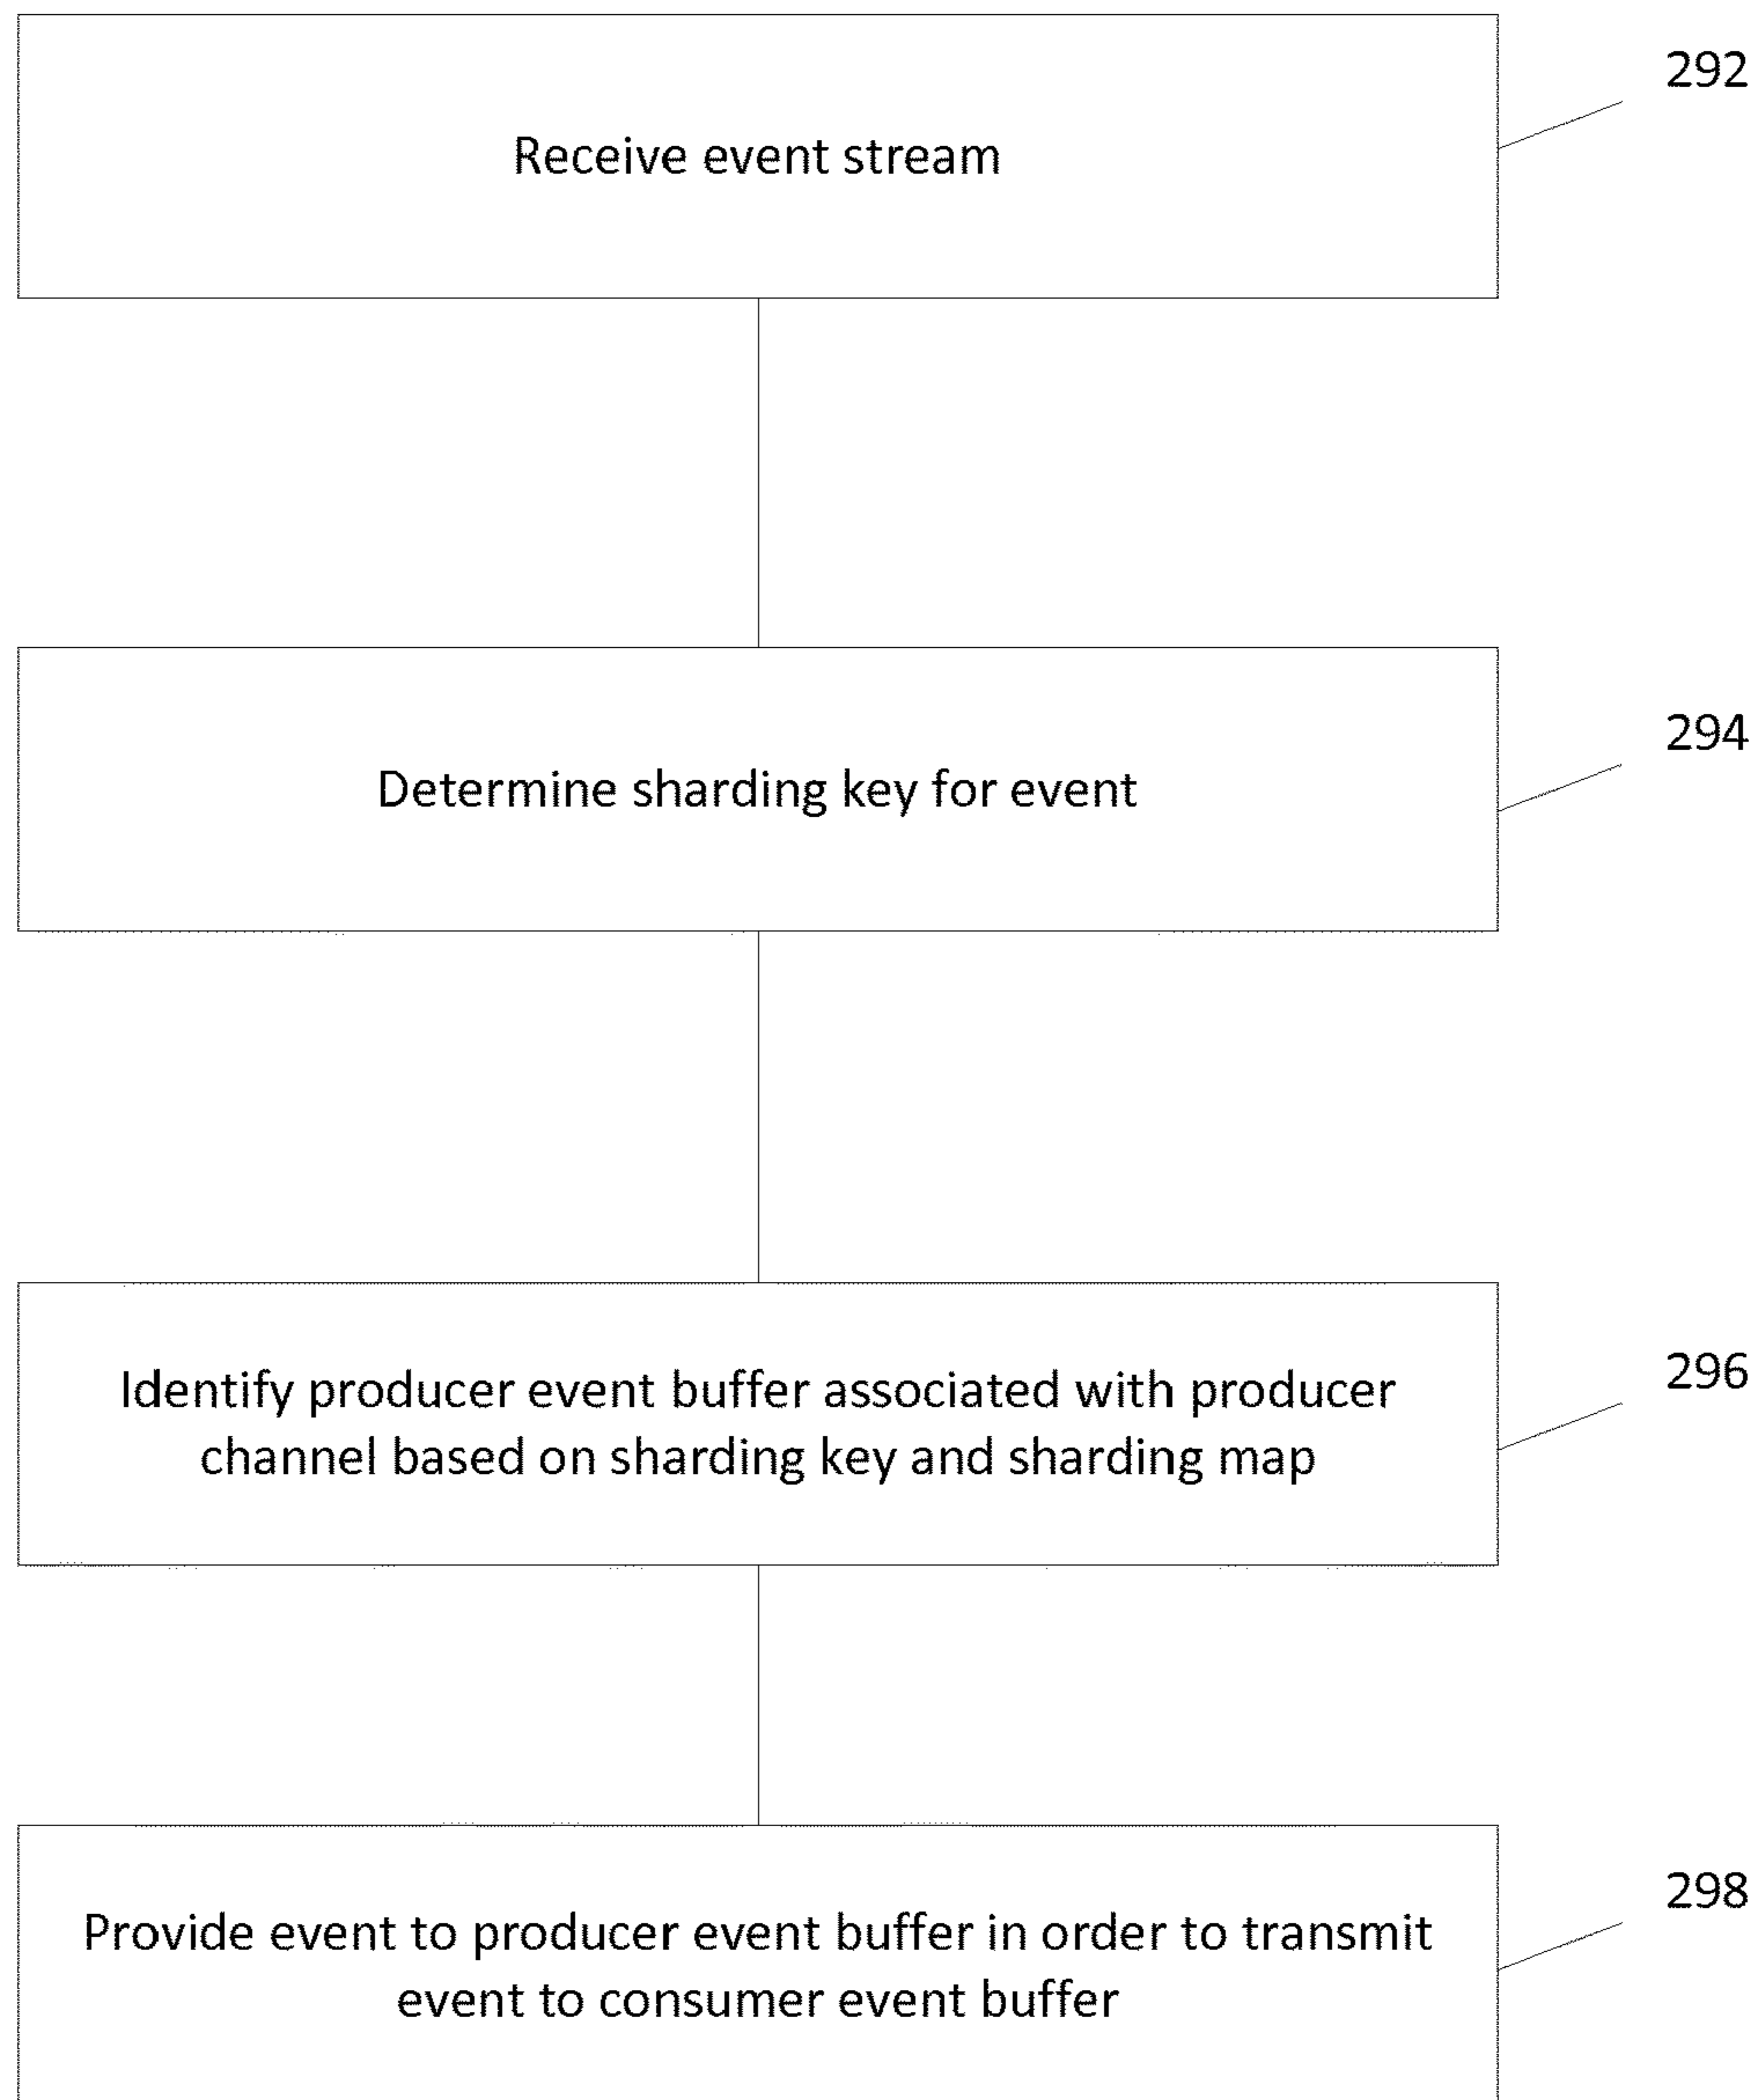 292
Receive event stream
294
Determine sharding key for event
296
Identify producer event buffer associated with producer
channel based on sharding key and sharding map
298
Provide event to producer event buffer in order to transmit
event to consumer event buffer